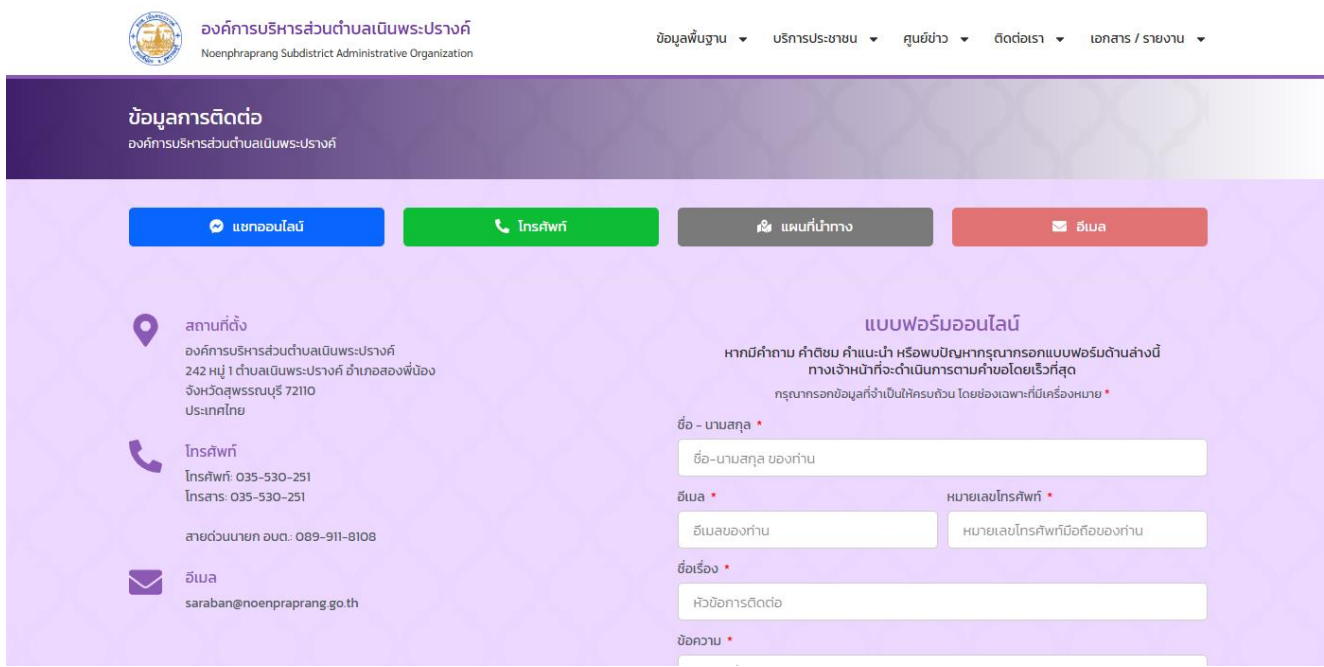 องค์การบริหารส่วนตำบลเนินพระปรางค์
Noenphraprang Subdistrict Administrative Organization
ข้อมูลพื้นฐาน
บริการประชาชน
ศูนย์ข่าว
ติดต่อเรา
เอกสาร / รายงาน
ข้อมูลการติดต่อ
องค์การบริหารส่วนตำบลเนินพระปรางค์
แชทออนไลน์
โทรศัพท์
แผนที่นำทาง
อีเมล
สถานที่ตั้ง
องค์การบริหารส่วนตำบลเนินพระปรางค์
242 หมู่ 1 ตำบลเนินพระปรางค์ อำเภอสองพี่น้อง
จังหวัดสุพรรณบุรี 72110
ประเทศไทย
โทรศัพท์
โทรศัพท์: 035-530-251
โทรสาร: 035-530-251
สายด่วนนายก อบต.: 089-911-8108
อีเมล
saraban@noenpraprang.go.th
แบบฟอร์มออนไลน์
หากมีคำถาม คำติชม คำแนะนำ หรือพบปัญหากรุณากรอกแบบฟอร์มด้านล่างนี้
ทางเจ้าหน้าที่จะดำเนินการตามคำขอโดยเร็วที่สุด
กรุณากรอกข้อมูลที่จำเป็นให้ครบถ้วน โดยช่องเฉพาะที่มีเครื่องหมาย *
ชื่อ - นามสกุล *
ชื่อ-นามสกุล ของท่าน
อีเมล *
หมายเลขโทรศัพท์ *
อีเมลของท่าน
หมายเลขโทรศัพท์มือถือของท่าน
ชื่อเรื่อง *
หัวข้อการติดต่อ
ข้อความ *